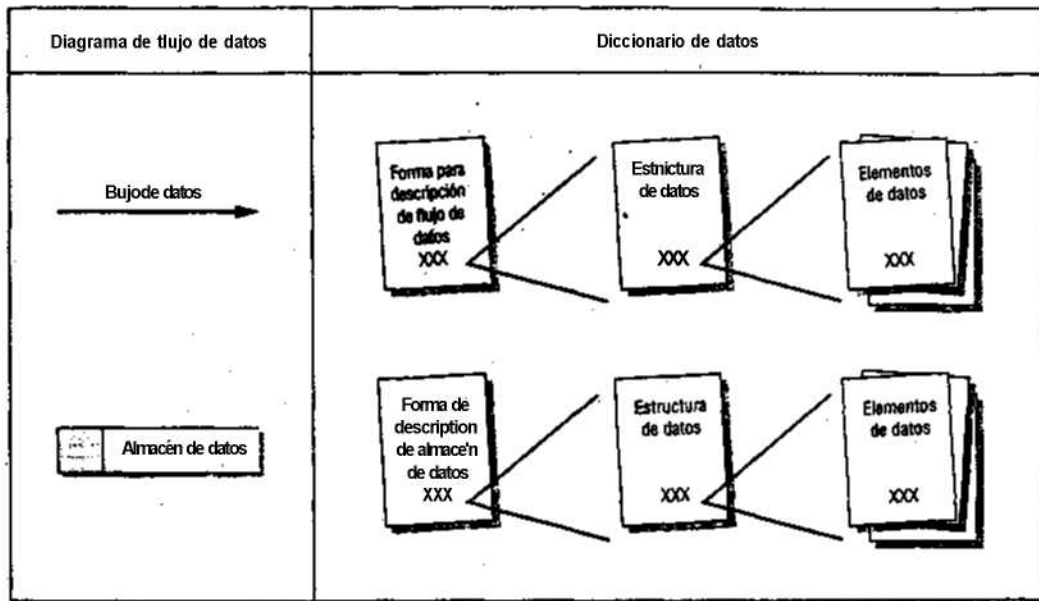 Diagrama de tlujo de datos
Diccionario de datos
Bujode datos
Forma para
descripción
de flujo de
datos
XXX
Estnictura
de datos
XXX
Elementos
de datos
XXX
Almacén de datos
Forma de
description
de almace'n
de datos
XXX
Estructura
de datos
XXX
Elementos
de datos
XXX